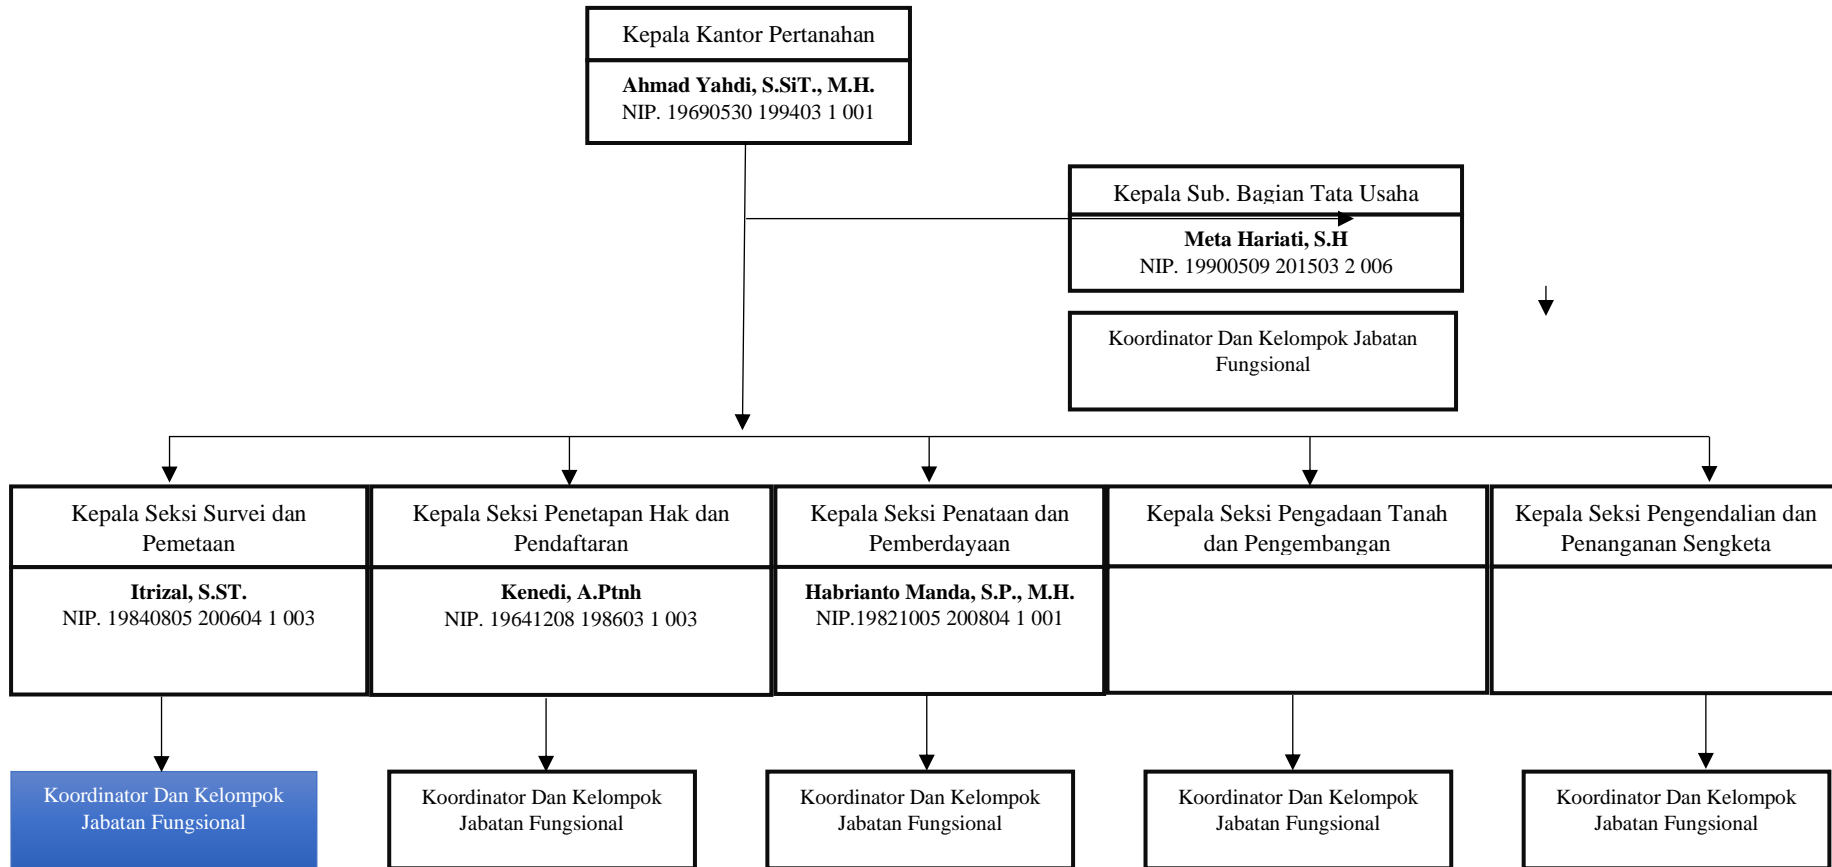 Kepala Kantor Pertanahan
Ahmad Yahdi, S.SiT., M.H.
NIP. 19690530 199403 1 001
Kepala Sub. Bagian Tata Usaha
Meta Hariati, S.H
NIP. 19900509 201503 2 006
Koordinator Dan Kelompok Jabatan
Fungsional
Kepala Seksi Survei dan
Pemetaan
Itrizal, S.ST.
NIP. 19840805 200604 1 003
Kepala Seksi Penetapan Hak dan
Pendaftaran
Kenedi, A.Ptnh
NIP. 19641208 198603 1 003
Kepala Seksi Penataan dan
Pemberdayaan
Habrianto Manda, S.P., M.H.
NIP.19821005 200804 1 001
Kepala Seksi Pengadaan Tanah
dan Pengembangan
Kepala Seksi Pengendalian dan
Penanganan Sengketa
Koordinator Dan Kelompok
Jabatan Fungsional
Koordinator Dan Kelompok
Jabatan Fungsional
Koordinator Dan Kelompok
Jabatan Fungsional
Koordinator Dan Kelompok
Jabatan Fungsional
Koordinator Dan Kelompok
Jabatan Fungsional